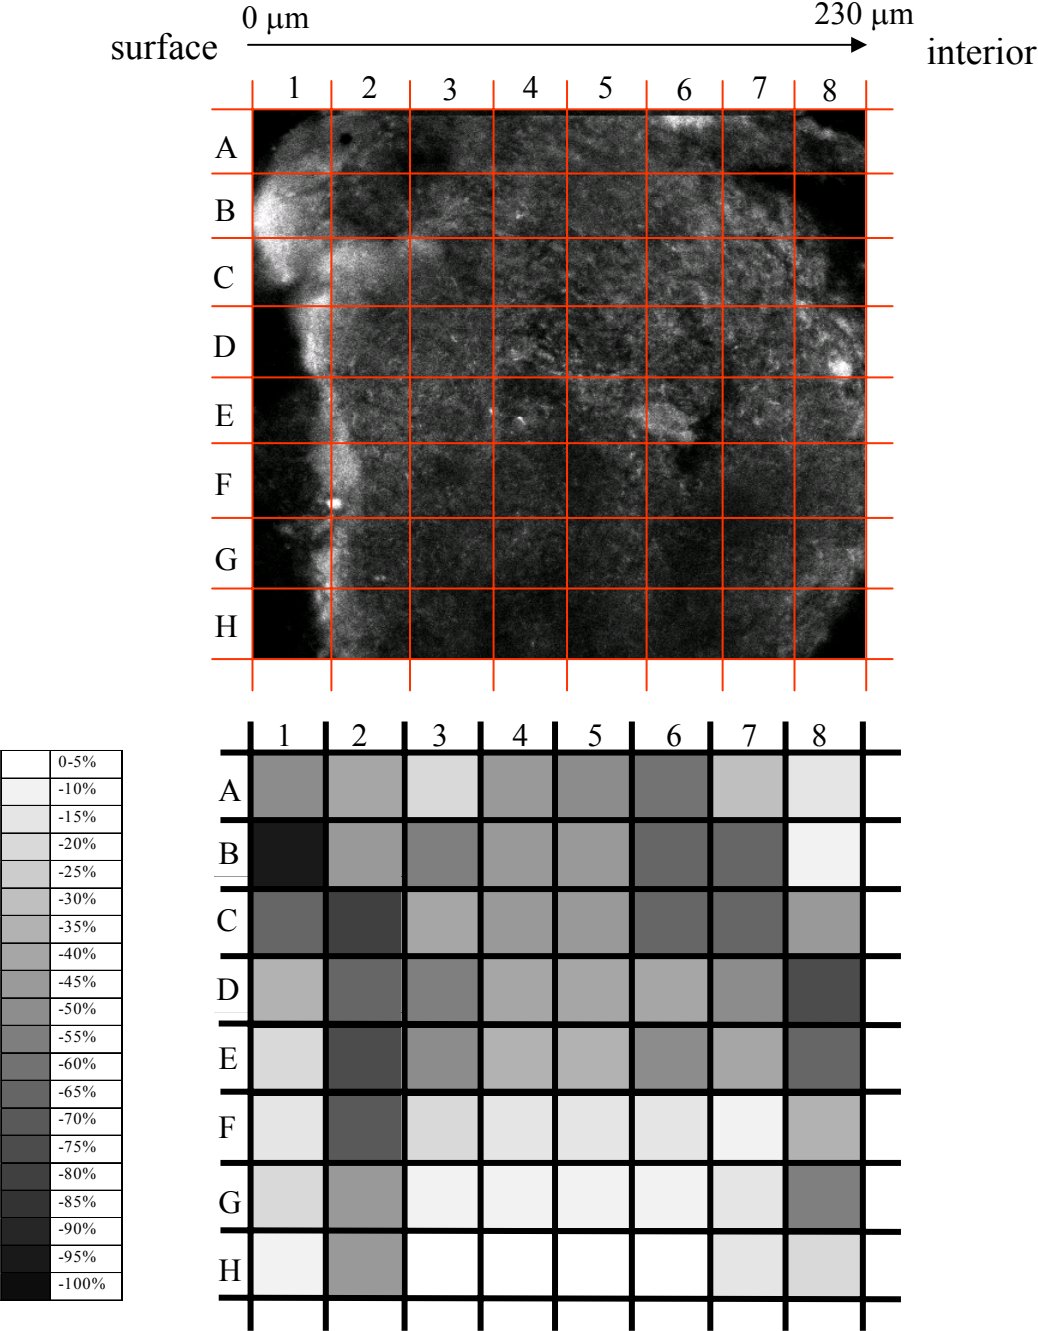 0 µm 230 µm
surface interior
1 2 3 4 5 6 7 8
A
B
C
D
E
F
G
H
1 2 3 4 5 6 7 8
A
B
C
D
E
F
G
H
0-5%
-10%
-15%
-20%
-25%
-30%
-35%
-40%
-45%
-50%
-55%
-60%
-65%
-70%
-75%
-80%
-85%
-90%
-95%
-100%